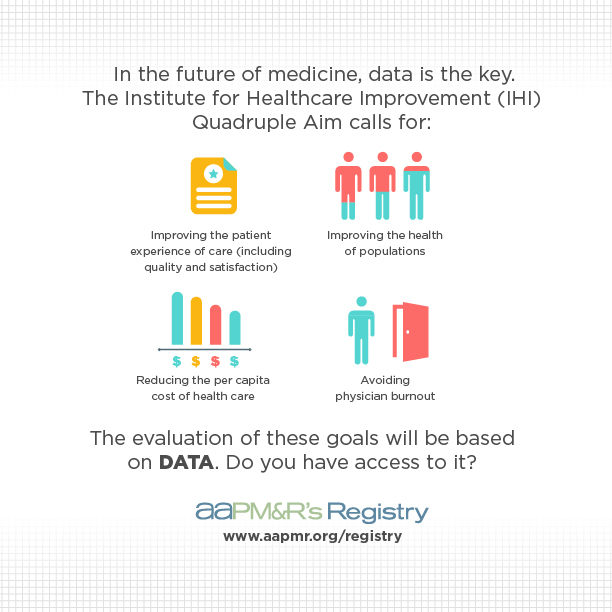 In the future of medicine, data is the key.
The Institute for Healthcare Improvement (IHI)
Quadruple Aim calls for:
Improving the patient
experience of care (including
quality and satisfaction)
Improving the health
of populations
$ $ $ $
Reducing the per capita
cost of health care
Avoiding
physician burnout
The evaluation of these goals will be based
on DATA. Do you have access to it?
aaPM&R's Registry
www.aapmr.org/registry